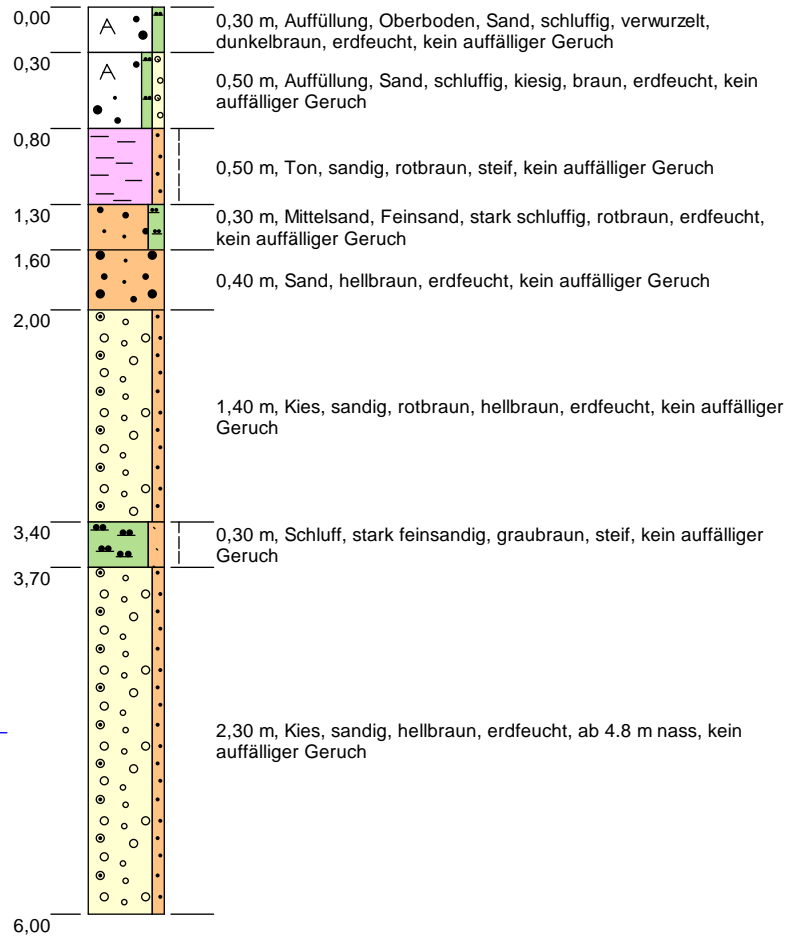 0,00
0,30 m, Auffüllung, Oberboden, Sand, schluffig, verwurzelt,
dunkelbraun, erdfeucht, kein auffälliger Geruch
0,30
A
0,50 m, Auffüllung, Sand, schluffig, kiesig, braun, erdfeucht, kein
auffälliger Geruch
A
0,80
0,50 m, Ton, sandig, rotbraun, steif, kein auffälliger Geruch
1,30
0,30 m, Mittelsand, Feinsand, stark schluffig, rotbraun, erdfeucht,
kein auffälliger Geruch
1,60
0,40 m, Sand, hellbraun, erdfeucht, kein auffälliger Geruch
2,00
1,40 m, Kies, sandig, rotbraun, hellbraun, erdfeucht, kein auffälliger
Geruch
3,40
0,30 m, Schluff, stark feinsandig, graubraun, steif, kein auffälliger
Geruch
3,70
2,30 m, Kies, sandig, hellbraun, erdfeucht, ab 4.8 m nass, kein
auffälliger Geruch
6,00